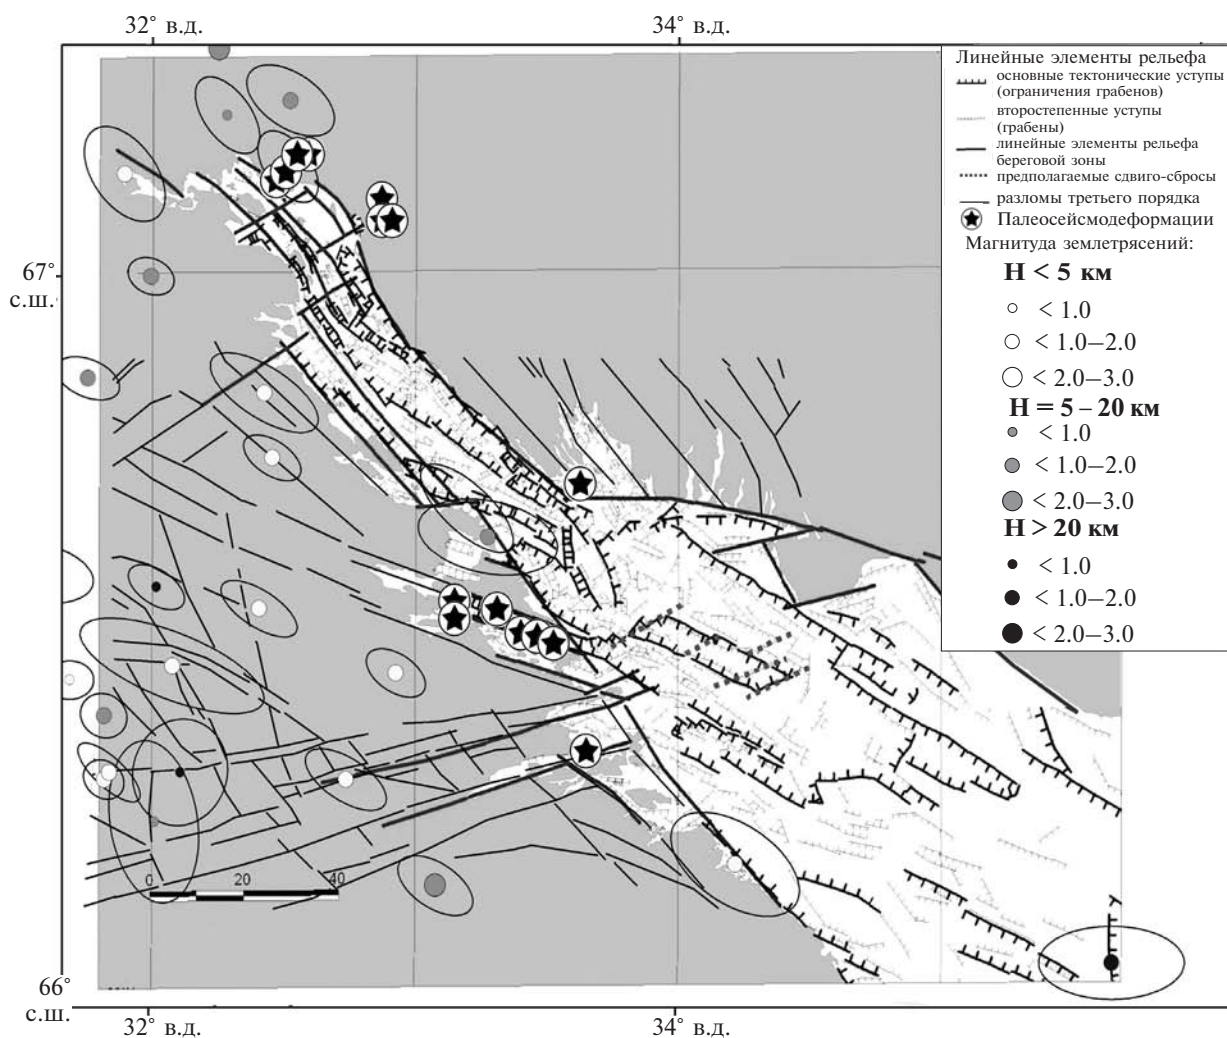 32° в.д.
34° в.д.
Линейные элементы рельефа
основные тектонические уступы
(ограничения грабенов)
второстепенные уступы
(грабены)
линейные элементы рельефа
береговой зоны
предполагаемые сдвиго-сбросы
разломы третьего порядка
Палеосейсмодеформации
Магнитуда землетрясений:
H < 5 км
< 1.0
< 1.0–2.0
< 2.0–3.0
H = 5 – 20 км
< 1.0
< 1.0–2.0
< 2.0–3.0
H > 20 км
< 1.0
< 1.0–2.0
< 2.0–3.0
67°
с.ш.
0 20 40
66°
с.ш.
32° в.д.
34° в.д.